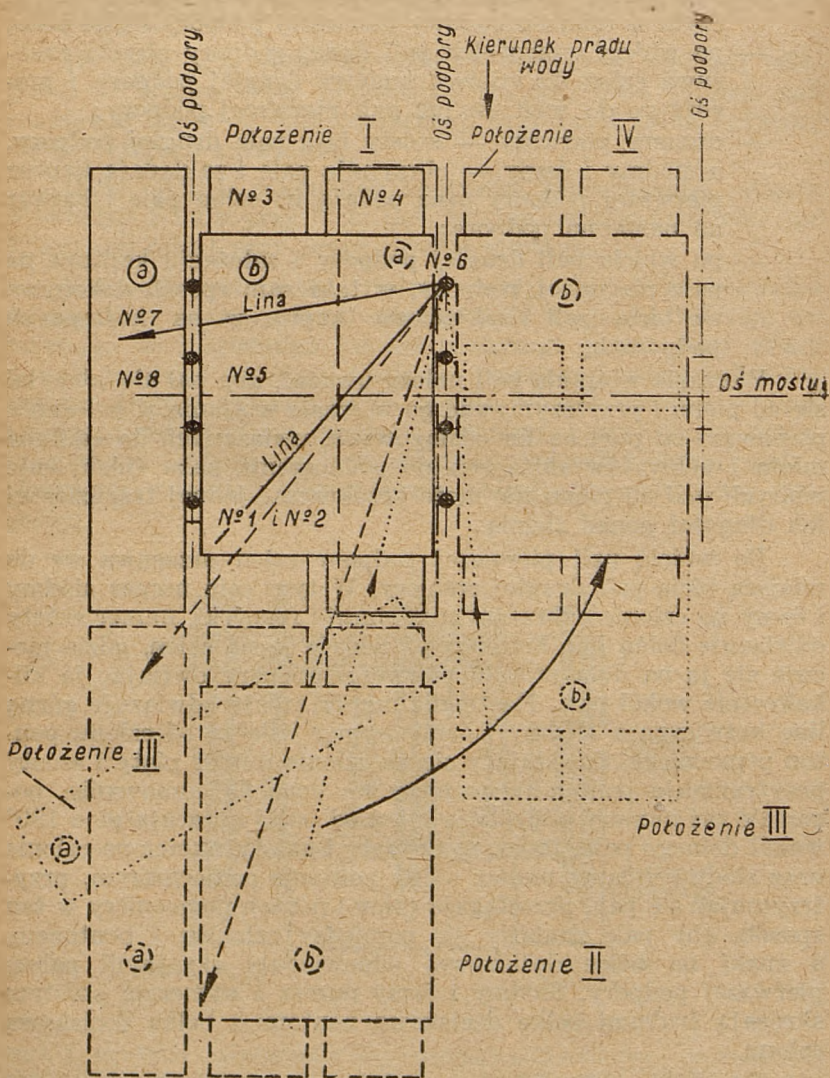 Oś podpory
Oś podpory
Kierunek prądu
wody
Oś podpory
Położenie I
Położenie IV
№3
№4
a
b
(a)
№6
b
Lina
№7
№8
№5
Oś mostu
Lina
№1 i №2
b
Położenie III
a
Położenie III
a
b
Położenie II